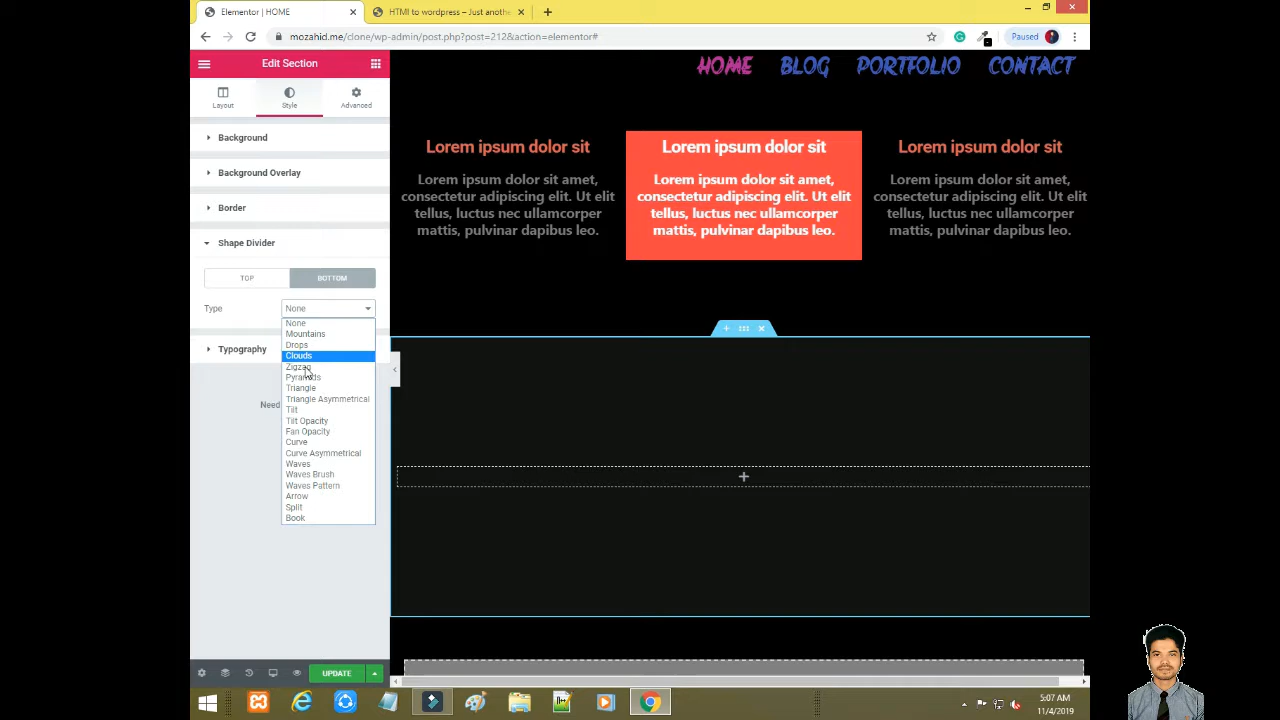 Elementor | HOME
HTMl to wordpress – Just anoth
mozahid.me/clone/wp-admin/post.php?post=212&action=elementor#
Paused
Edit Section
Layout
Style
Advanced
Background
Background Overlay
Border
Shape Divider
TOP
BOTTOM
Type
None
None
Mountains
Drops
Clouds
Zigzag
Pyramids
Triangle
Triangle Asymmetrical
Tilt
Tilt Opacity
Fan Opacity
Curve
Curve Asymmetrical
Waves
Waves Brush
Waves Pattern
Arrow
Split
Book
Typography
Need
UPDATE
HOME
BLOG
PORTFOLIO
CONTACT
Lorem ipsum dolor sit
Lorem ipsum dolor sit amet,
consectetur adipiscing elit. Ut elit
tellus, luctus nec ullamcorper
mattis, pulvinar dapibus leo.
Lorem ipsum dolor sit
Lorem ipsum dolor sit amet,
consectetur adipiscing elit. Ut elit
tellus, luctus nec ullamcorper
mattis, pulvinar dapibus leo.
Lorem ipsum dolor sit
Lorem ipsum dolor sit amet,
consectetur adipiscing elit. Ut elit
tellus, luctus nec ullamcorper
mattis, pulvinar dapibus leo.
5:07 AM
11/4/2019